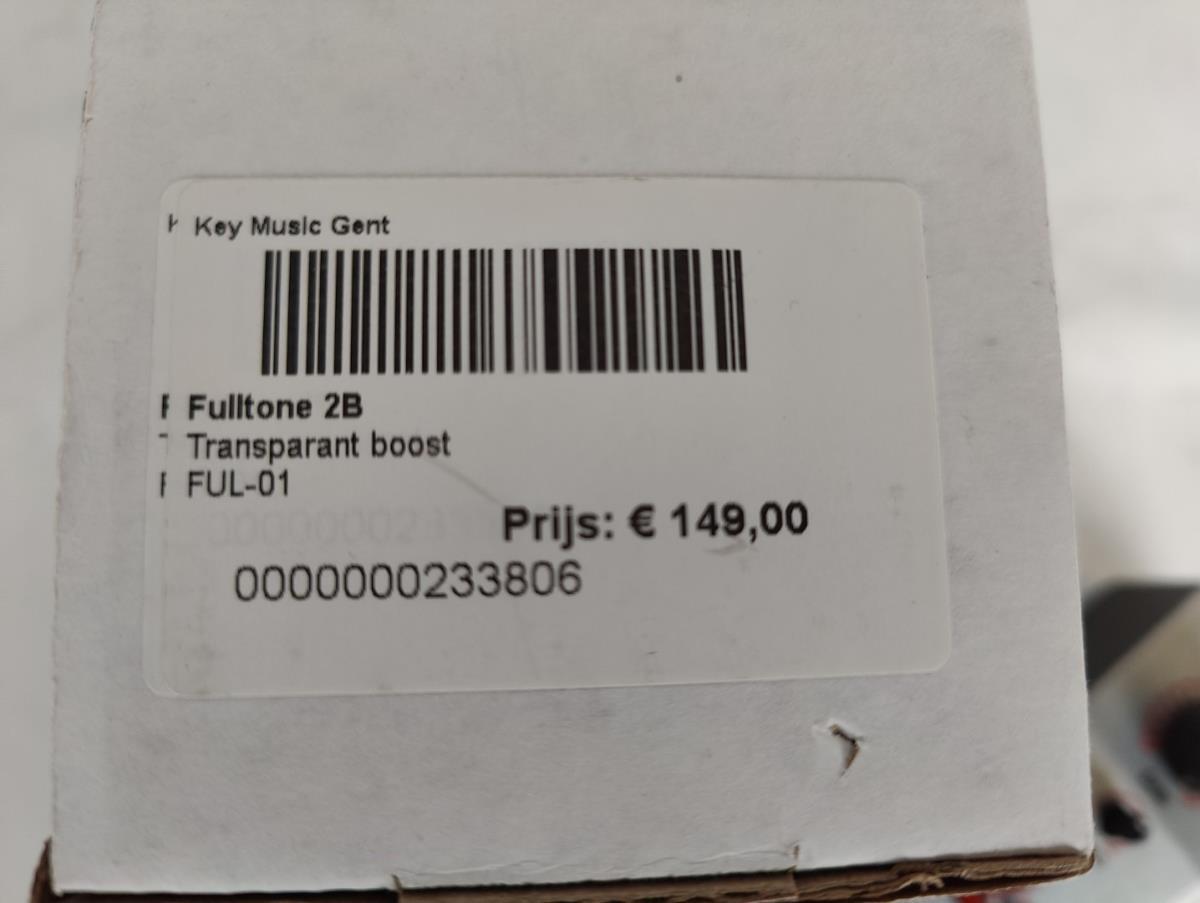 Key Music Gent
Fulltone 2B
Transparant boost
FUL-01
Prijs: € 149,00
0000000233806